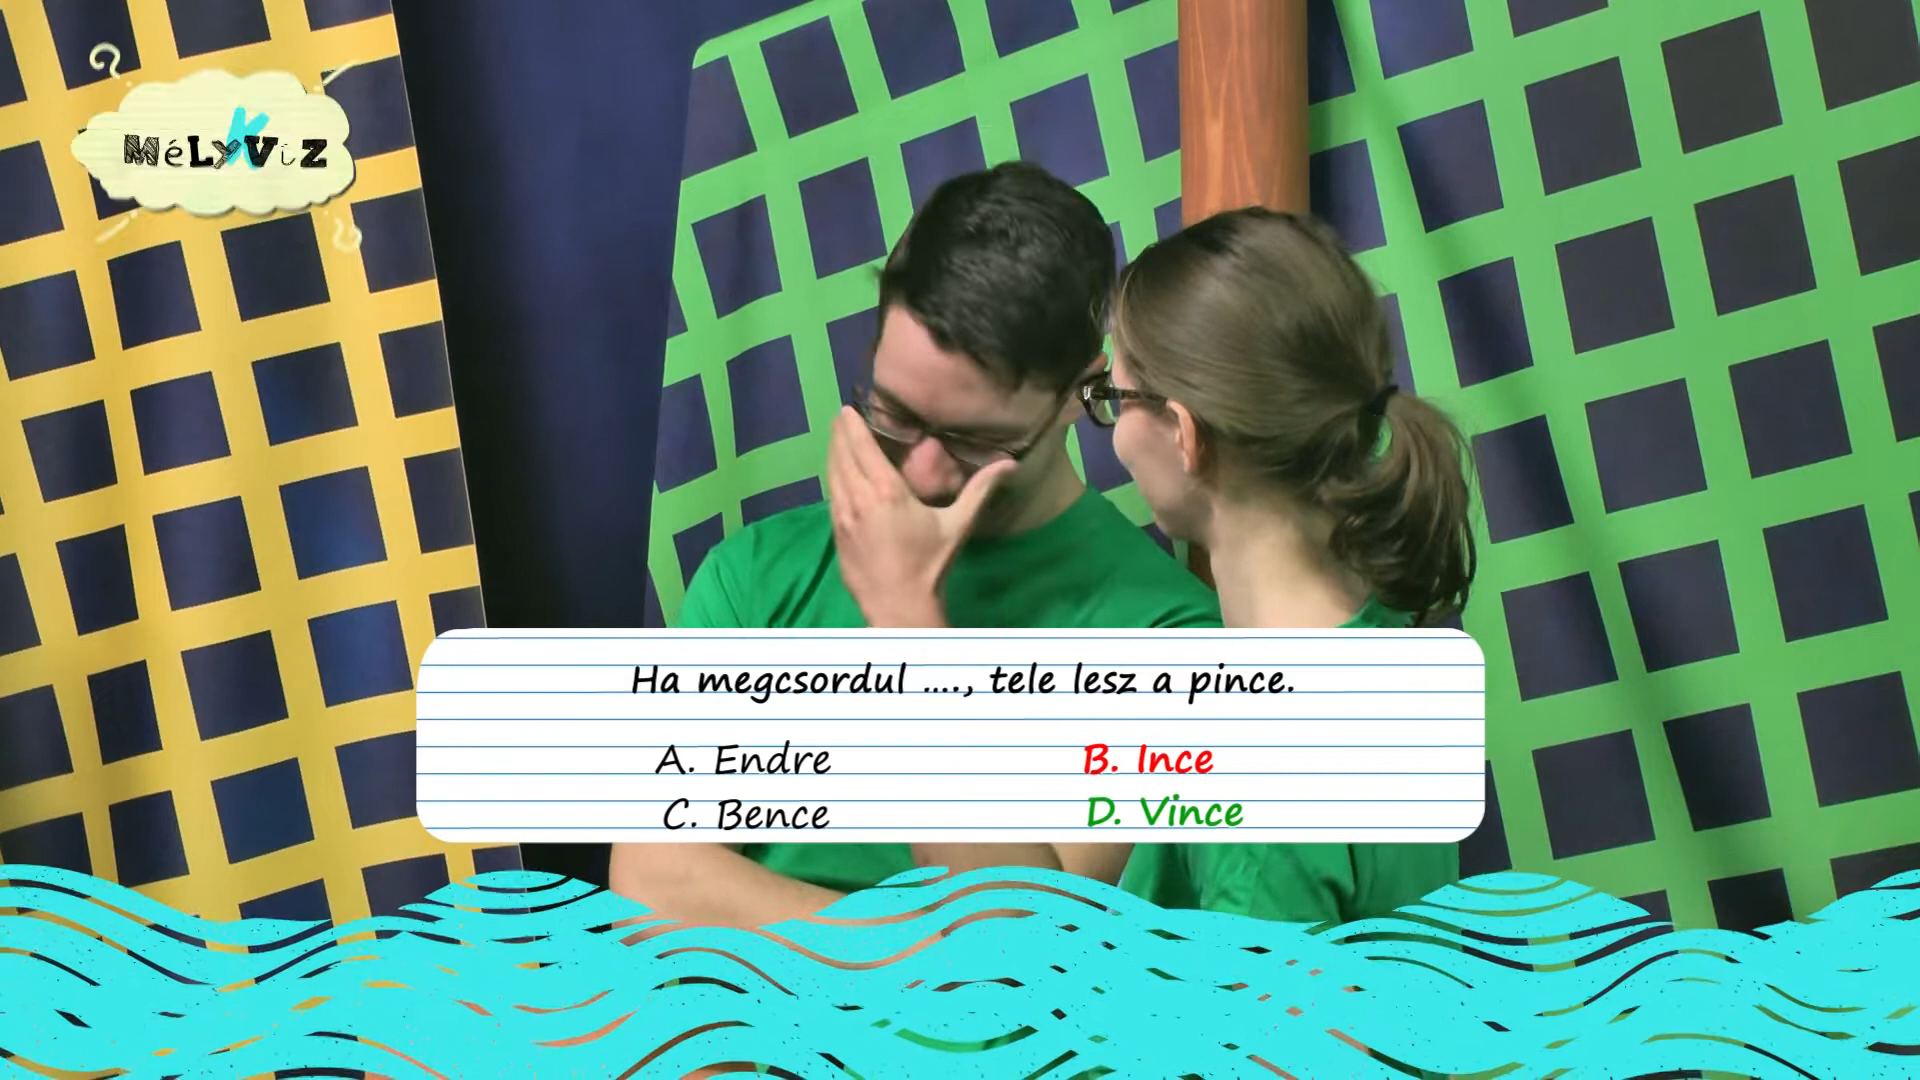 MéLyKVíz
Ha megcsordul ...., tele lesz a pince.
A. Endre
B. Ince
C. Bence
D. Vince